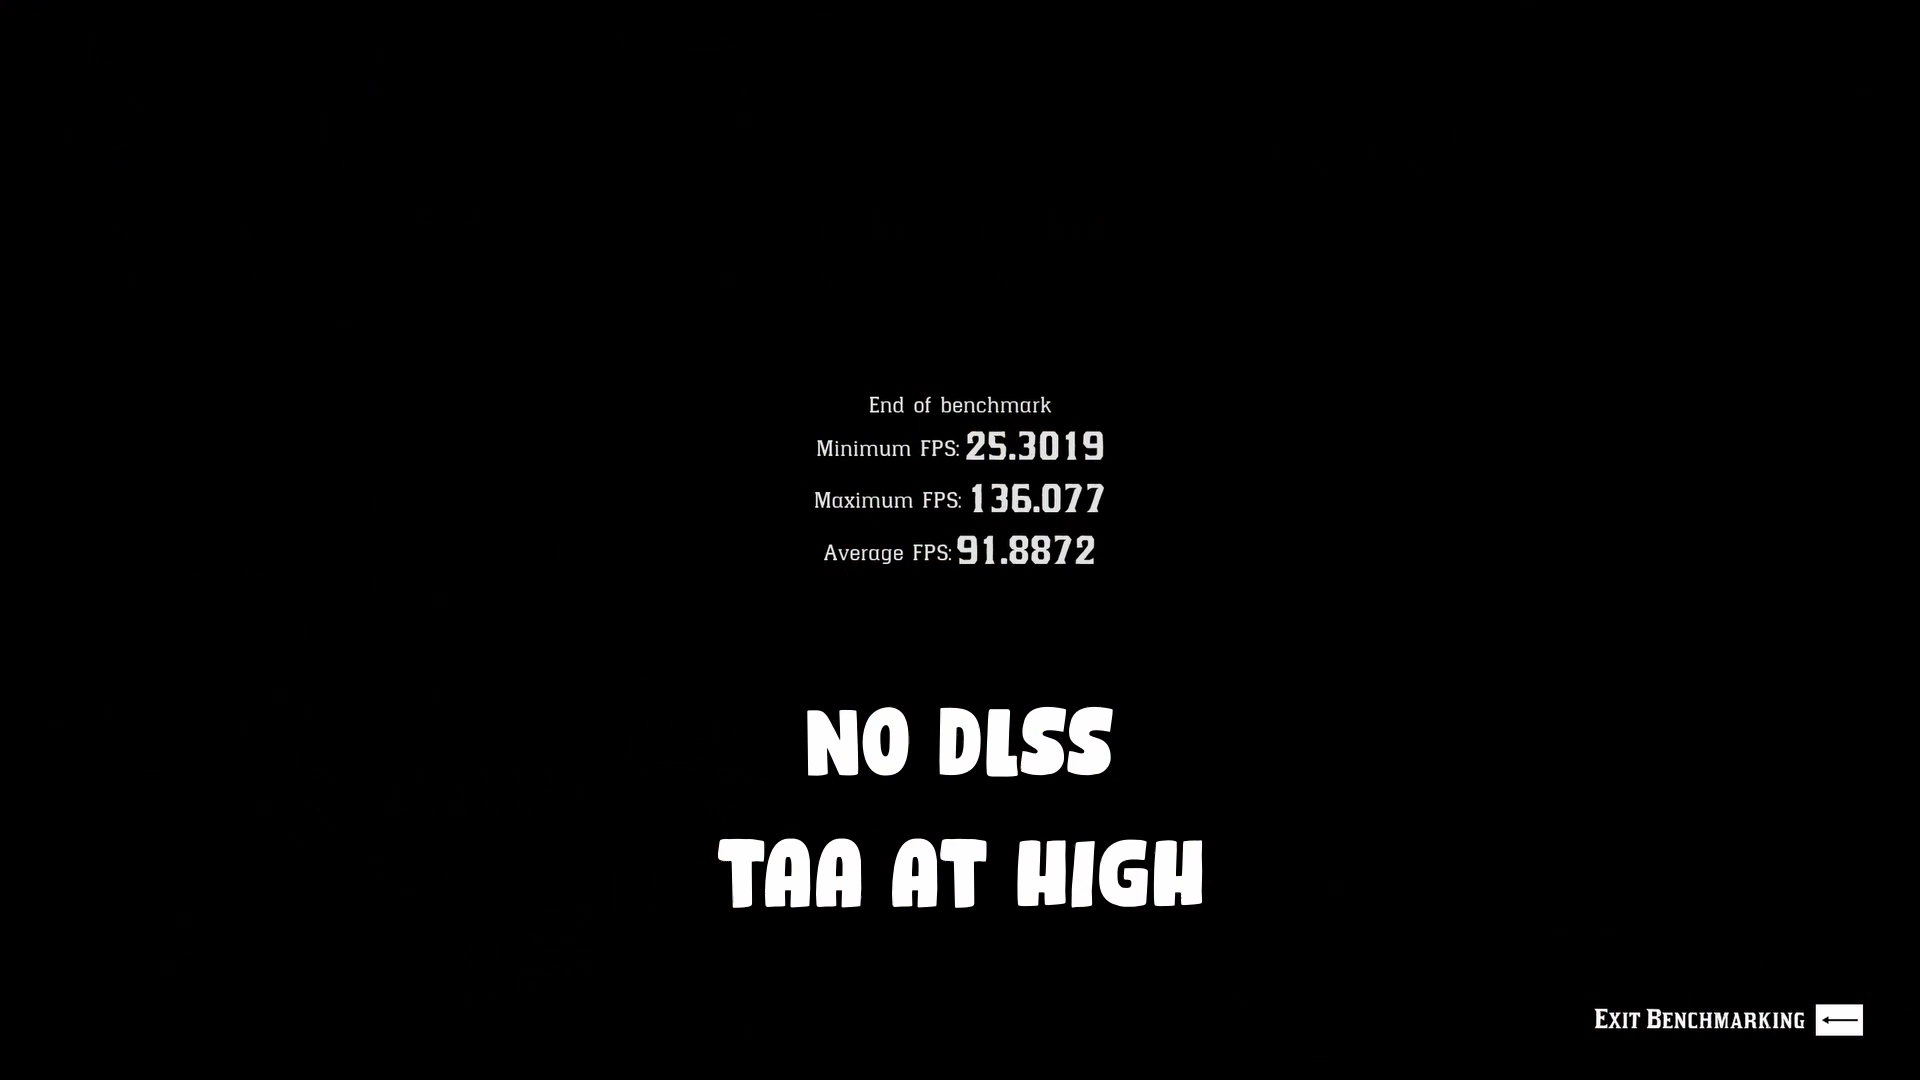 End of benchmark
Minimum FPS: 25.3019
Maximum FPS: 136.077
Average FPS: 91.8872
NO DLSS
TAA AT HIGH
EXIT BENCHMARKING